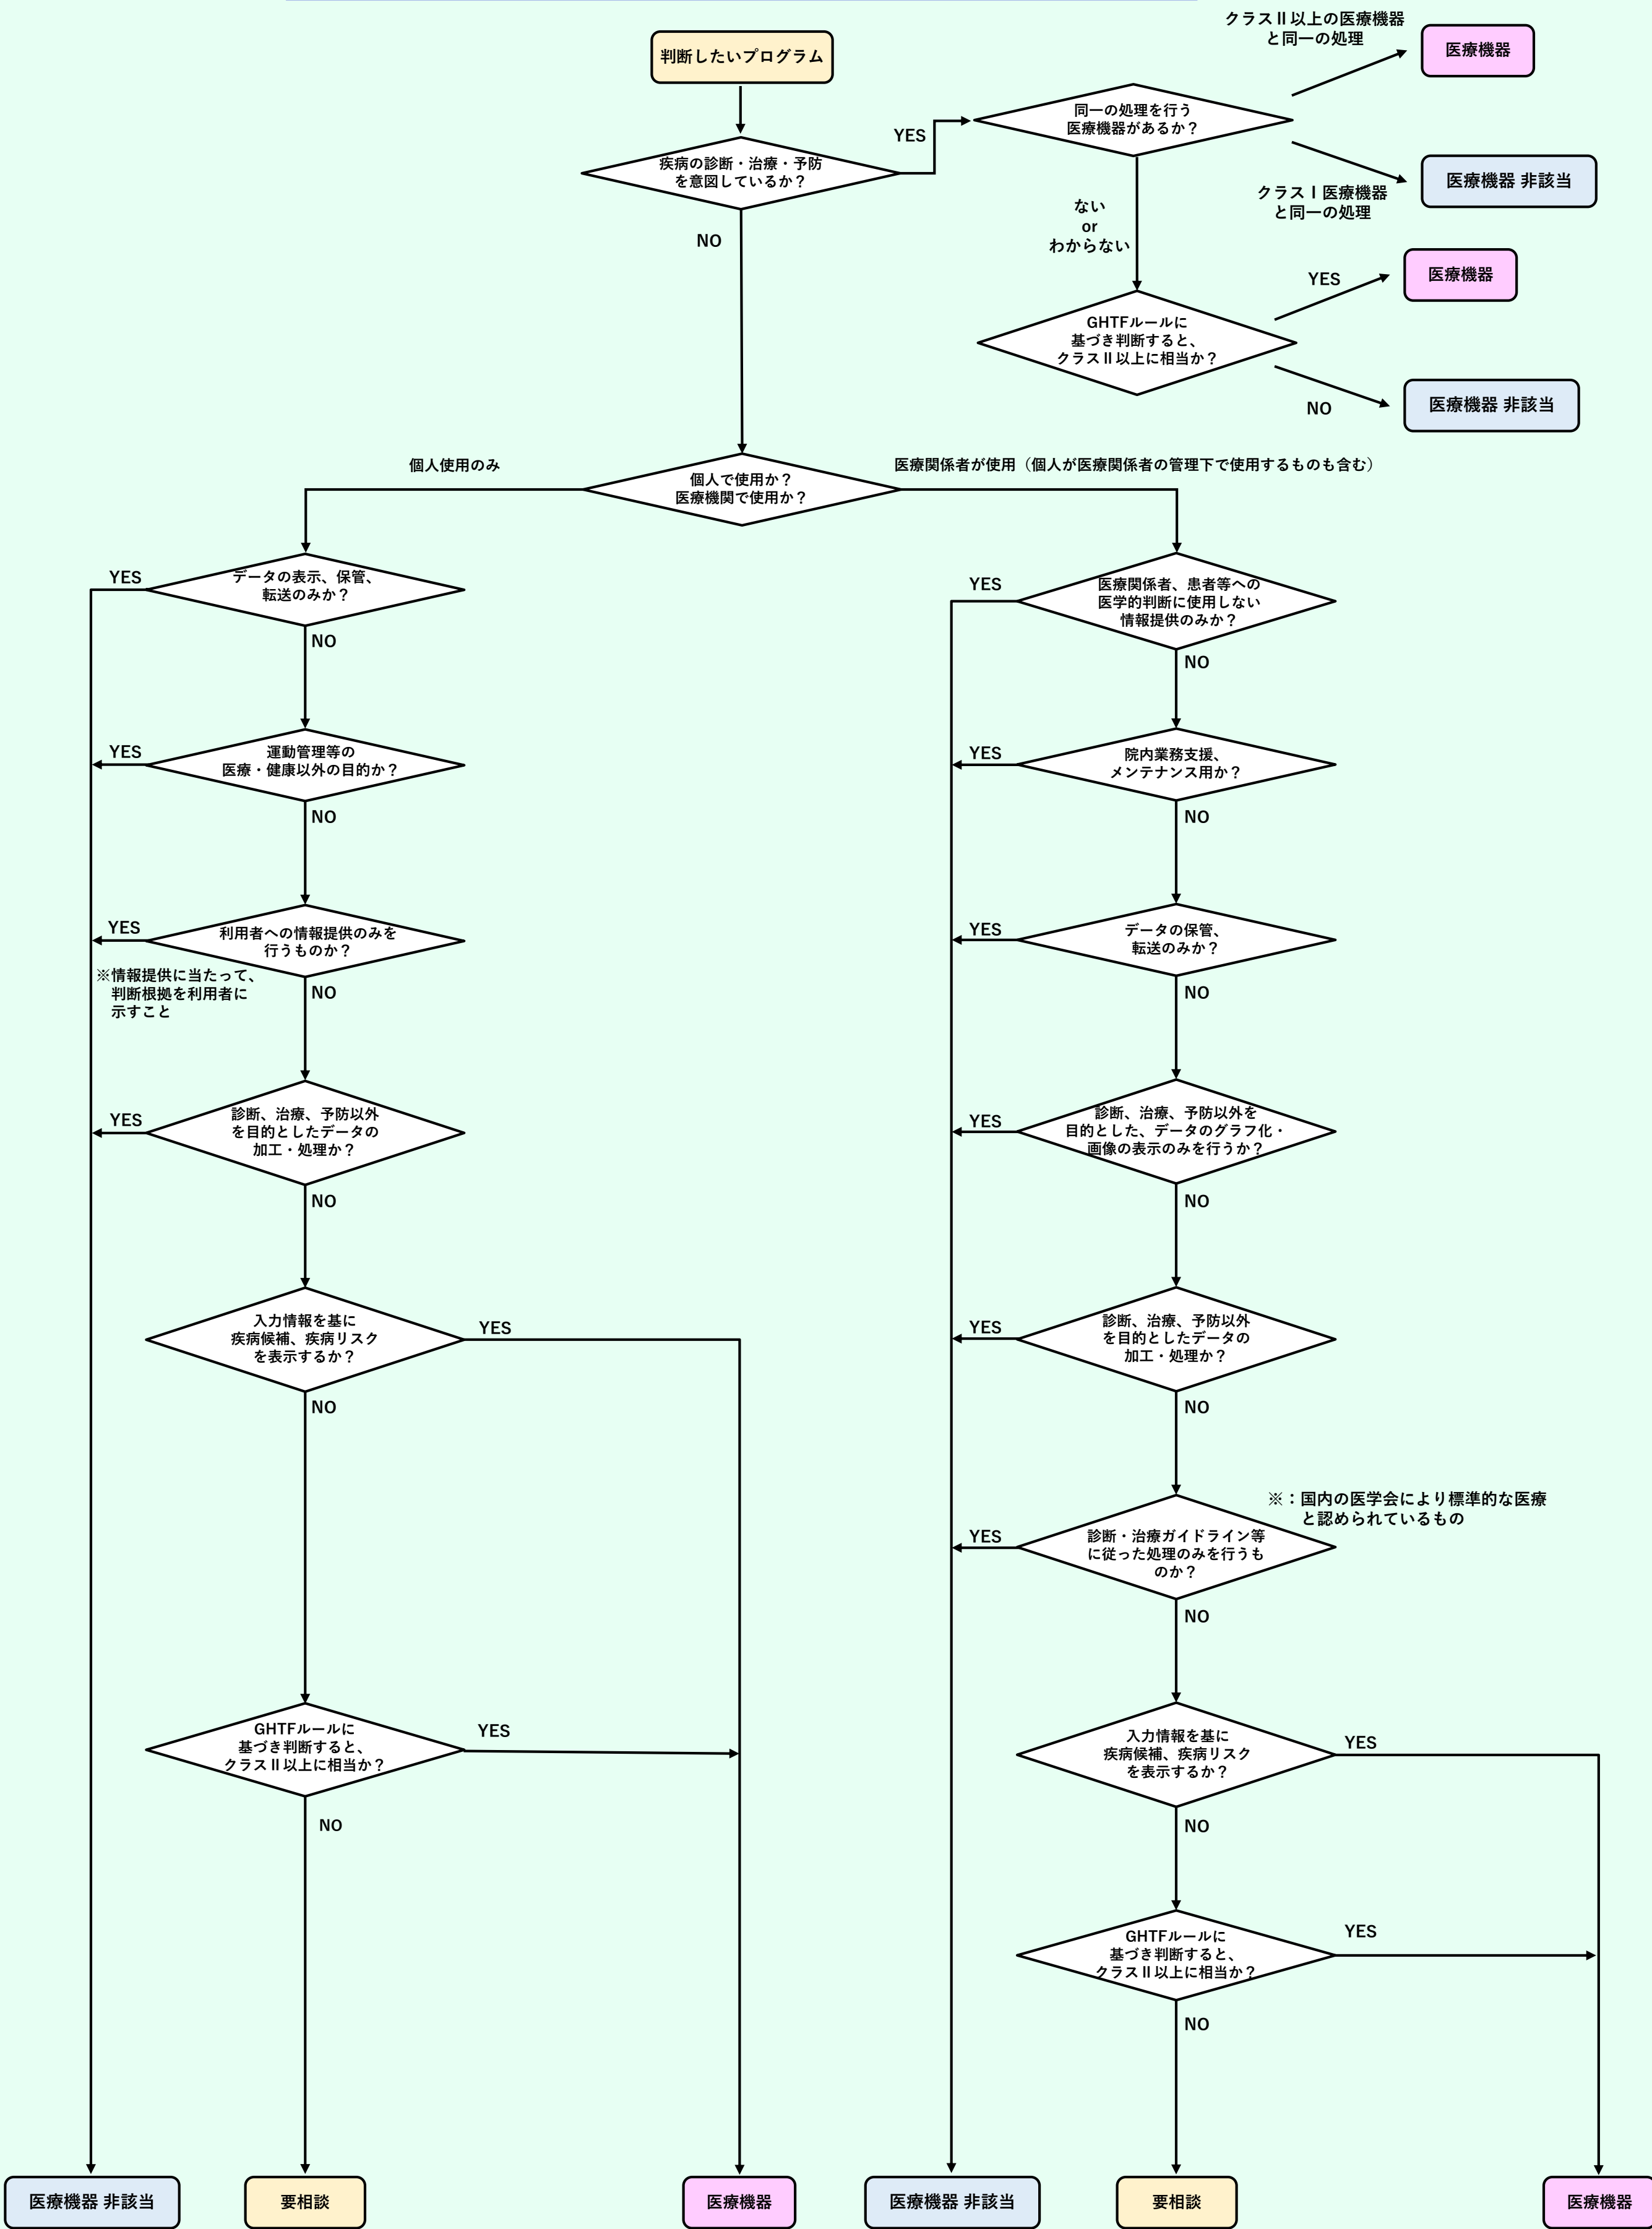 判断したいプログラム
疾病の診断・治療・予防
を意図しているか？
YES
NO
同一の処理を行う
医療機器があるか？
クラスⅡ以上の医療機器
と同一の処理
医療機器
クラスⅠ医療機器
と同一の処理
医療機器 非該当
ない
or
わからない
GHTFルールに
基づき判断すると、
クラスⅡ以上に相当か？
YES
医療機器
NO
医療機器 非該当
個人で使用か？
医療機関で使用か？
個人使用のみ
医療関係者が使用（個人が医療関係者の管理下で使用するものも含む）
データの表示、保管、
転送のみか？
YES
NO
運動管理等の
医療・健康以外の目的か？
YES
NO
利用者への情報提供のみを
行うものか？
YES
※情報提供に当たって、
判断根拠を利用者に
示すこと
NO
診断、治療、予防以外
を目的としたデータの
加工・処理か？
YES
NO
入力情報を基に
疾病候補、疾病リスク
を表示するか？
YES
NO
GHTFルールに
基づき判断すると、
クラスⅡ以上に相当か？
YES
NO
医療機器 非該当
要相談
医療機器
医療関係者、患者等への
医学的判断に使用しない
情報提供のみか？
YES
NO
院内業務支援、
メンテナンス用か？
YES
NO
データの保管、
転送のみか？
YES
NO
診断、治療、予防以外を
目的とした、データのグラフ化・
画像の表示のみを行うか？
YES
NO
診断、治療、予防以外
を目的としたデータの
加工・処理か？
YES
NO
※：国内の医学会により標準的な医療
と認められているもの
診断・治療ガイドライン等
に従った処理のみを行うも
のか？
YES
NO
入力情報を基に
疾病候補、疾病リスク
を表示するか？
YES
NO
GHTFルールに
基づき判断すると、
クラスⅡ以上に相当か？
YES
NO
医療機器 非該当
要相談
医療機器